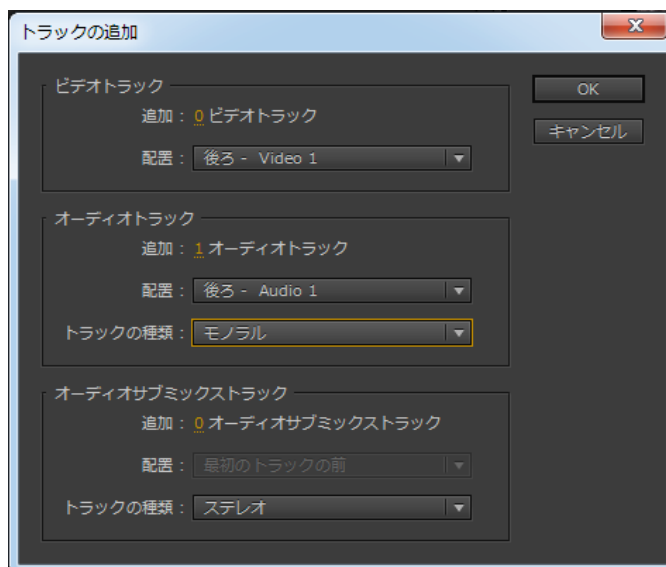 トラックの追加
ビデオトラック
追加 : 0 ビデオトラック
配置 : 後ろ - Video 1
オーディオトラック
追加 : 1 オーディオトラック
配置 : 後ろ - Audio 1
トラックの種類 : モノラル
オーディオサブミックストラック
追加 : 0 オーディオサブミックストラック
配置 : 最初のトラックの前
トラックの種類 : ステレオ
OK
キャンセル